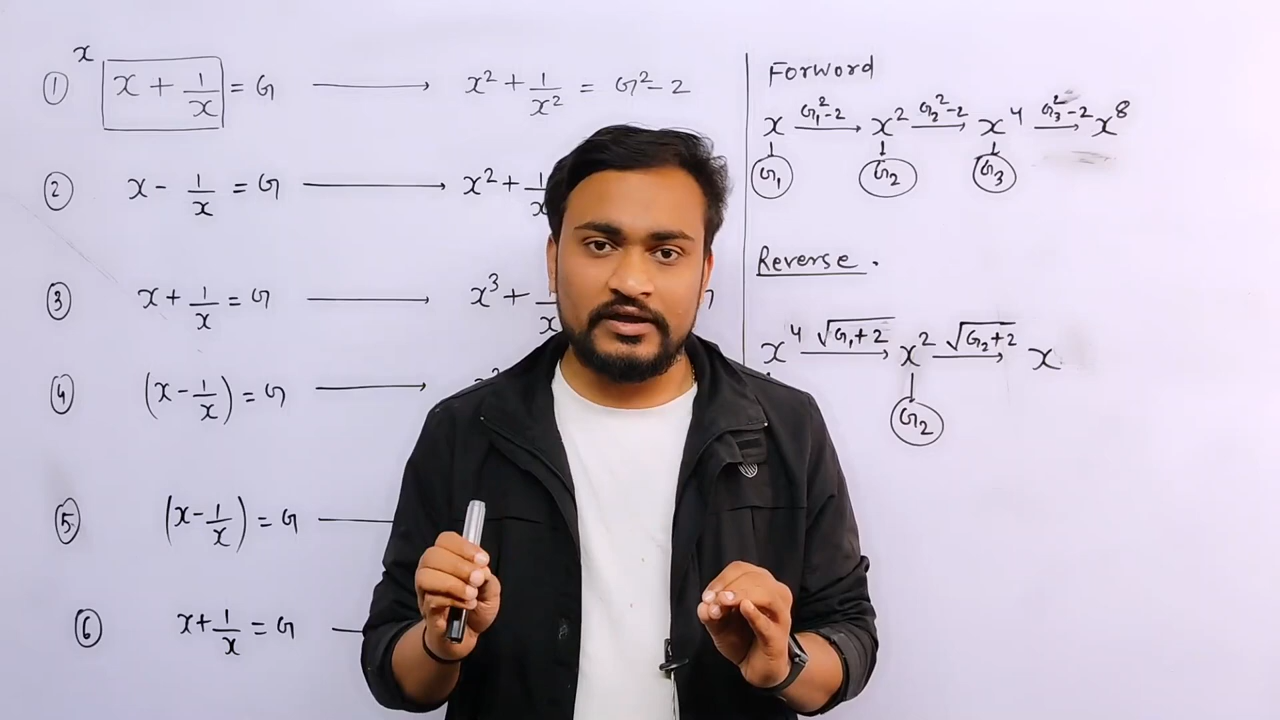 x
① x + 1/x = G ⟶ x² + 1/x² = G² - 2
② x - 1/x = G ⟶ x² + 1/x
③ x + 1/x = G ⟶ x³ + 1/x
④ (x - 1/x) = G ⟶
⑤ (x - 1/x) = G
⑥ x + 1/x = G
Forword
x —G₁²-2→ x² —G₂²-2→ x⁴ —G₃²-2→ x⁸
G₁ G₂ G₃
Reverse.
x⁴ —√G₁+2→ x² —√G₂+2→ x
G₂